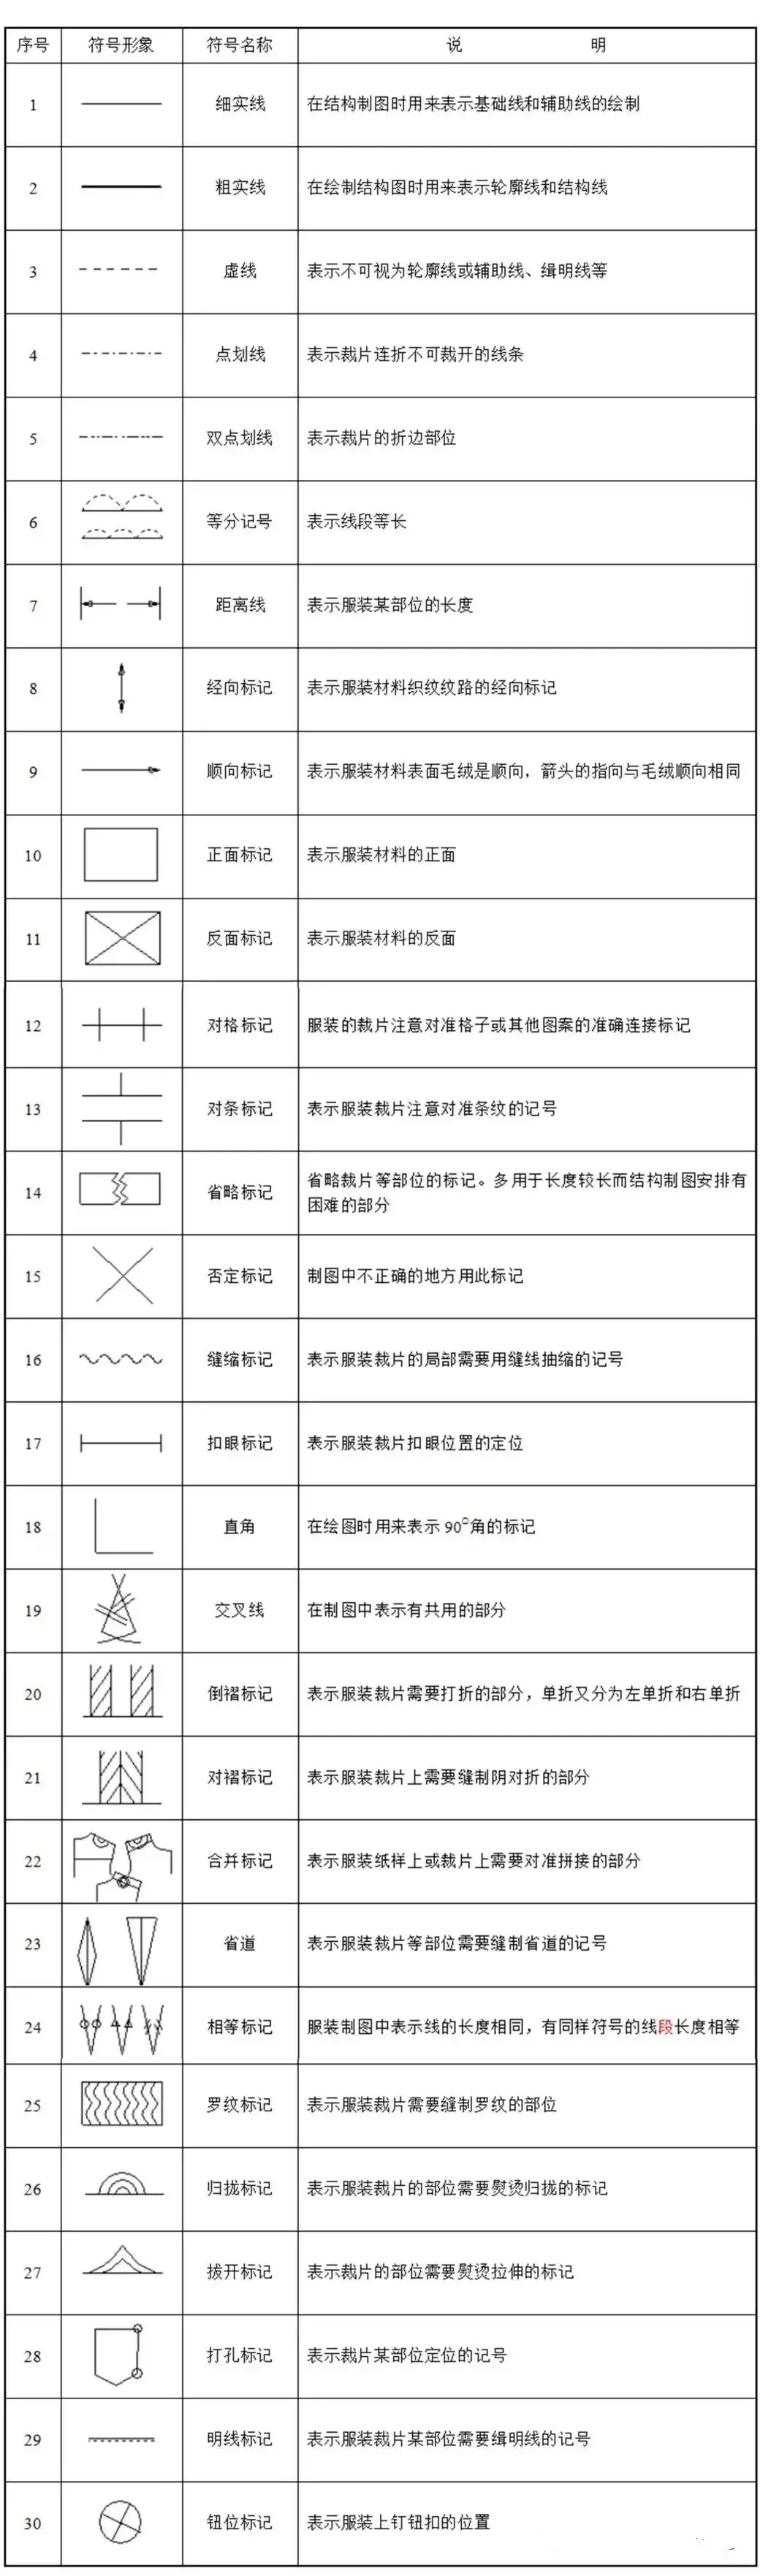 序号 符号形象 符号名称 说 明
1 细实线 在结构制图时用来表示基础线和辅助线的绘制
2 粗实线 在绘制结构图时用来表示轮廓线和结构线
3 虚线 表示不可视为轮廓线或辅助线、缉明线等
4 点划线 表示裁片连折不可裁开的线条
5 双点划线 表示裁片的折边部位
6 等分记号 表示线段等长
7 距离线 表示服装某部位的长度
8 经向标记 表示服装材料织纹纹路的经向标记
9 顺向标记 表示服装材料表面毛绒是顺向，箭头的指向与毛绒顺向相同
10 正面标记 表示服装材料的正面
11 反面标记 表示服装材料的反面
12 对格标记 服装的裁片注意对准格子或其他图案的准确连接标记
13 对条标记 表示服装裁片注意对准条纹的记号
14 省略标记 省略裁片等部位的标记。多用于长度较长而结构制图安排有
困难的部分
15 否定标记 制图中不正确的地方用此标记
16 缝缩标记 表示服装裁片的局部需要用缝线抽缩的记号
17 扣眼标记 表示服装裁片扣眼位置的定位
18 直角 在绘图时用来表示 90°角的标记
19 交叉线 在制图中表示有共用的部分
20 倒褶标记 表示服装裁片需要打折的部分，单折又分为左单折和右单折
21 对褶标记 表示服装裁片上需要缝制阴对折的部分
22 合并标记 表示服装纸样上或裁片上需要对准拼接的部分
23 省道 表示服装裁片等部位需要缝制省道的记号
24 相等标记 服装制图中表示线的长度相同，有同样符号的线段长度相等
25 罗纹标记 表示服装裁片需要缝制罗纹的部位
26 归拢标记 表示服装裁片的部位需要熨烫归拢的标记
27 拔开标记 表示裁片的部位需要熨烫拉伸的标记
28 打孔标记 表示裁片某部位定位的记号
29 明线标记 表示服装裁片某部位需要缉明线的记号
30 钮位标记 表示服装上钉钮扣的位置